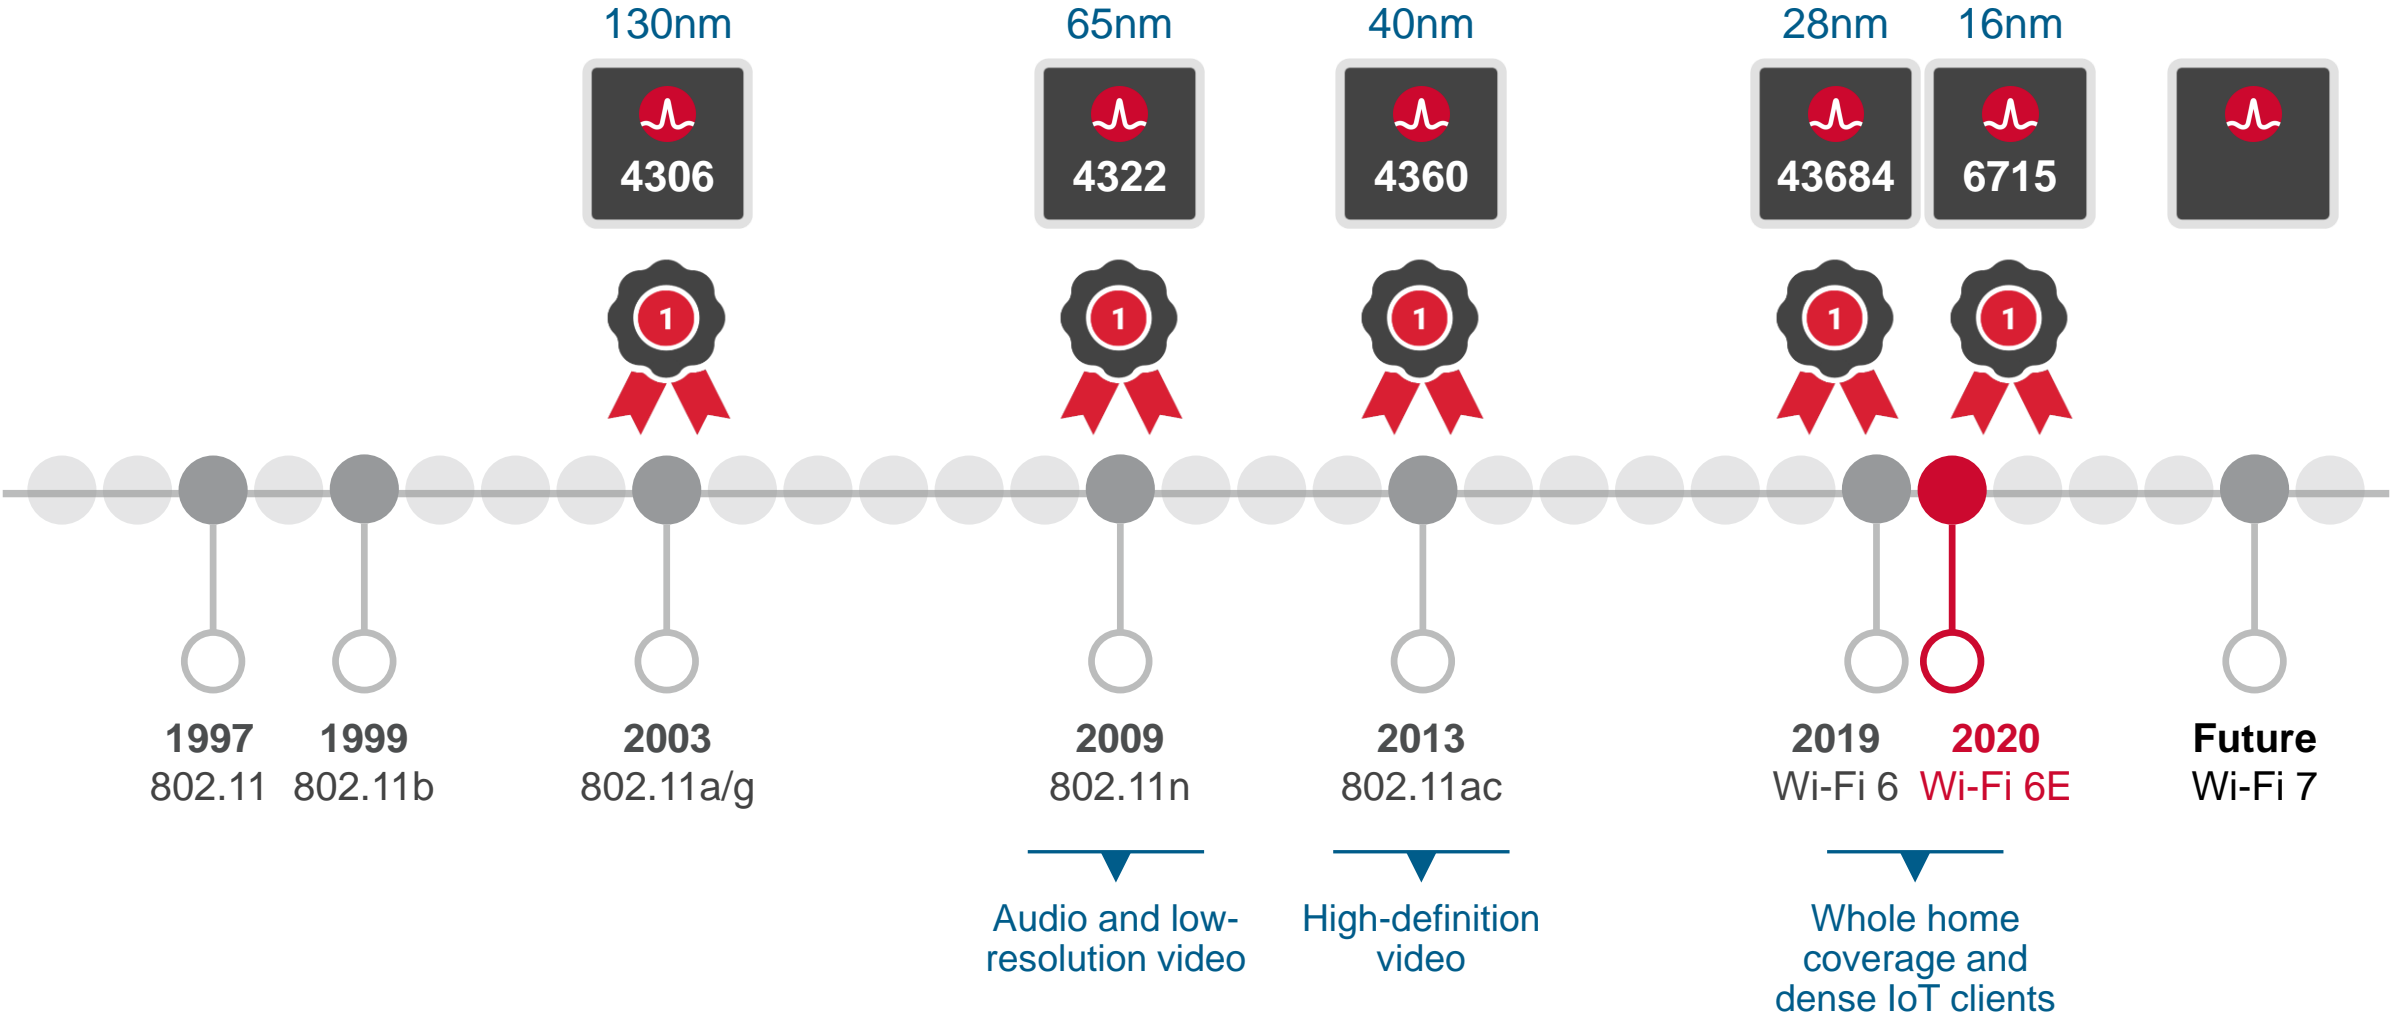 130nm
65nm
40nm
28nm
16nm
4306
4322
4360
43684
6715
1
1
1
1
1
1997
802.11
1999
802.11b
2003
802.11a/g
2009
802.11n
2013
802.11ac
2019
Wi-Fi 6
2020
Wi-Fi 6E
Future
Wi-Fi 7
Audio and low-
resolution video
High-definition
video
Whole home
coverage and
dense IoT clients